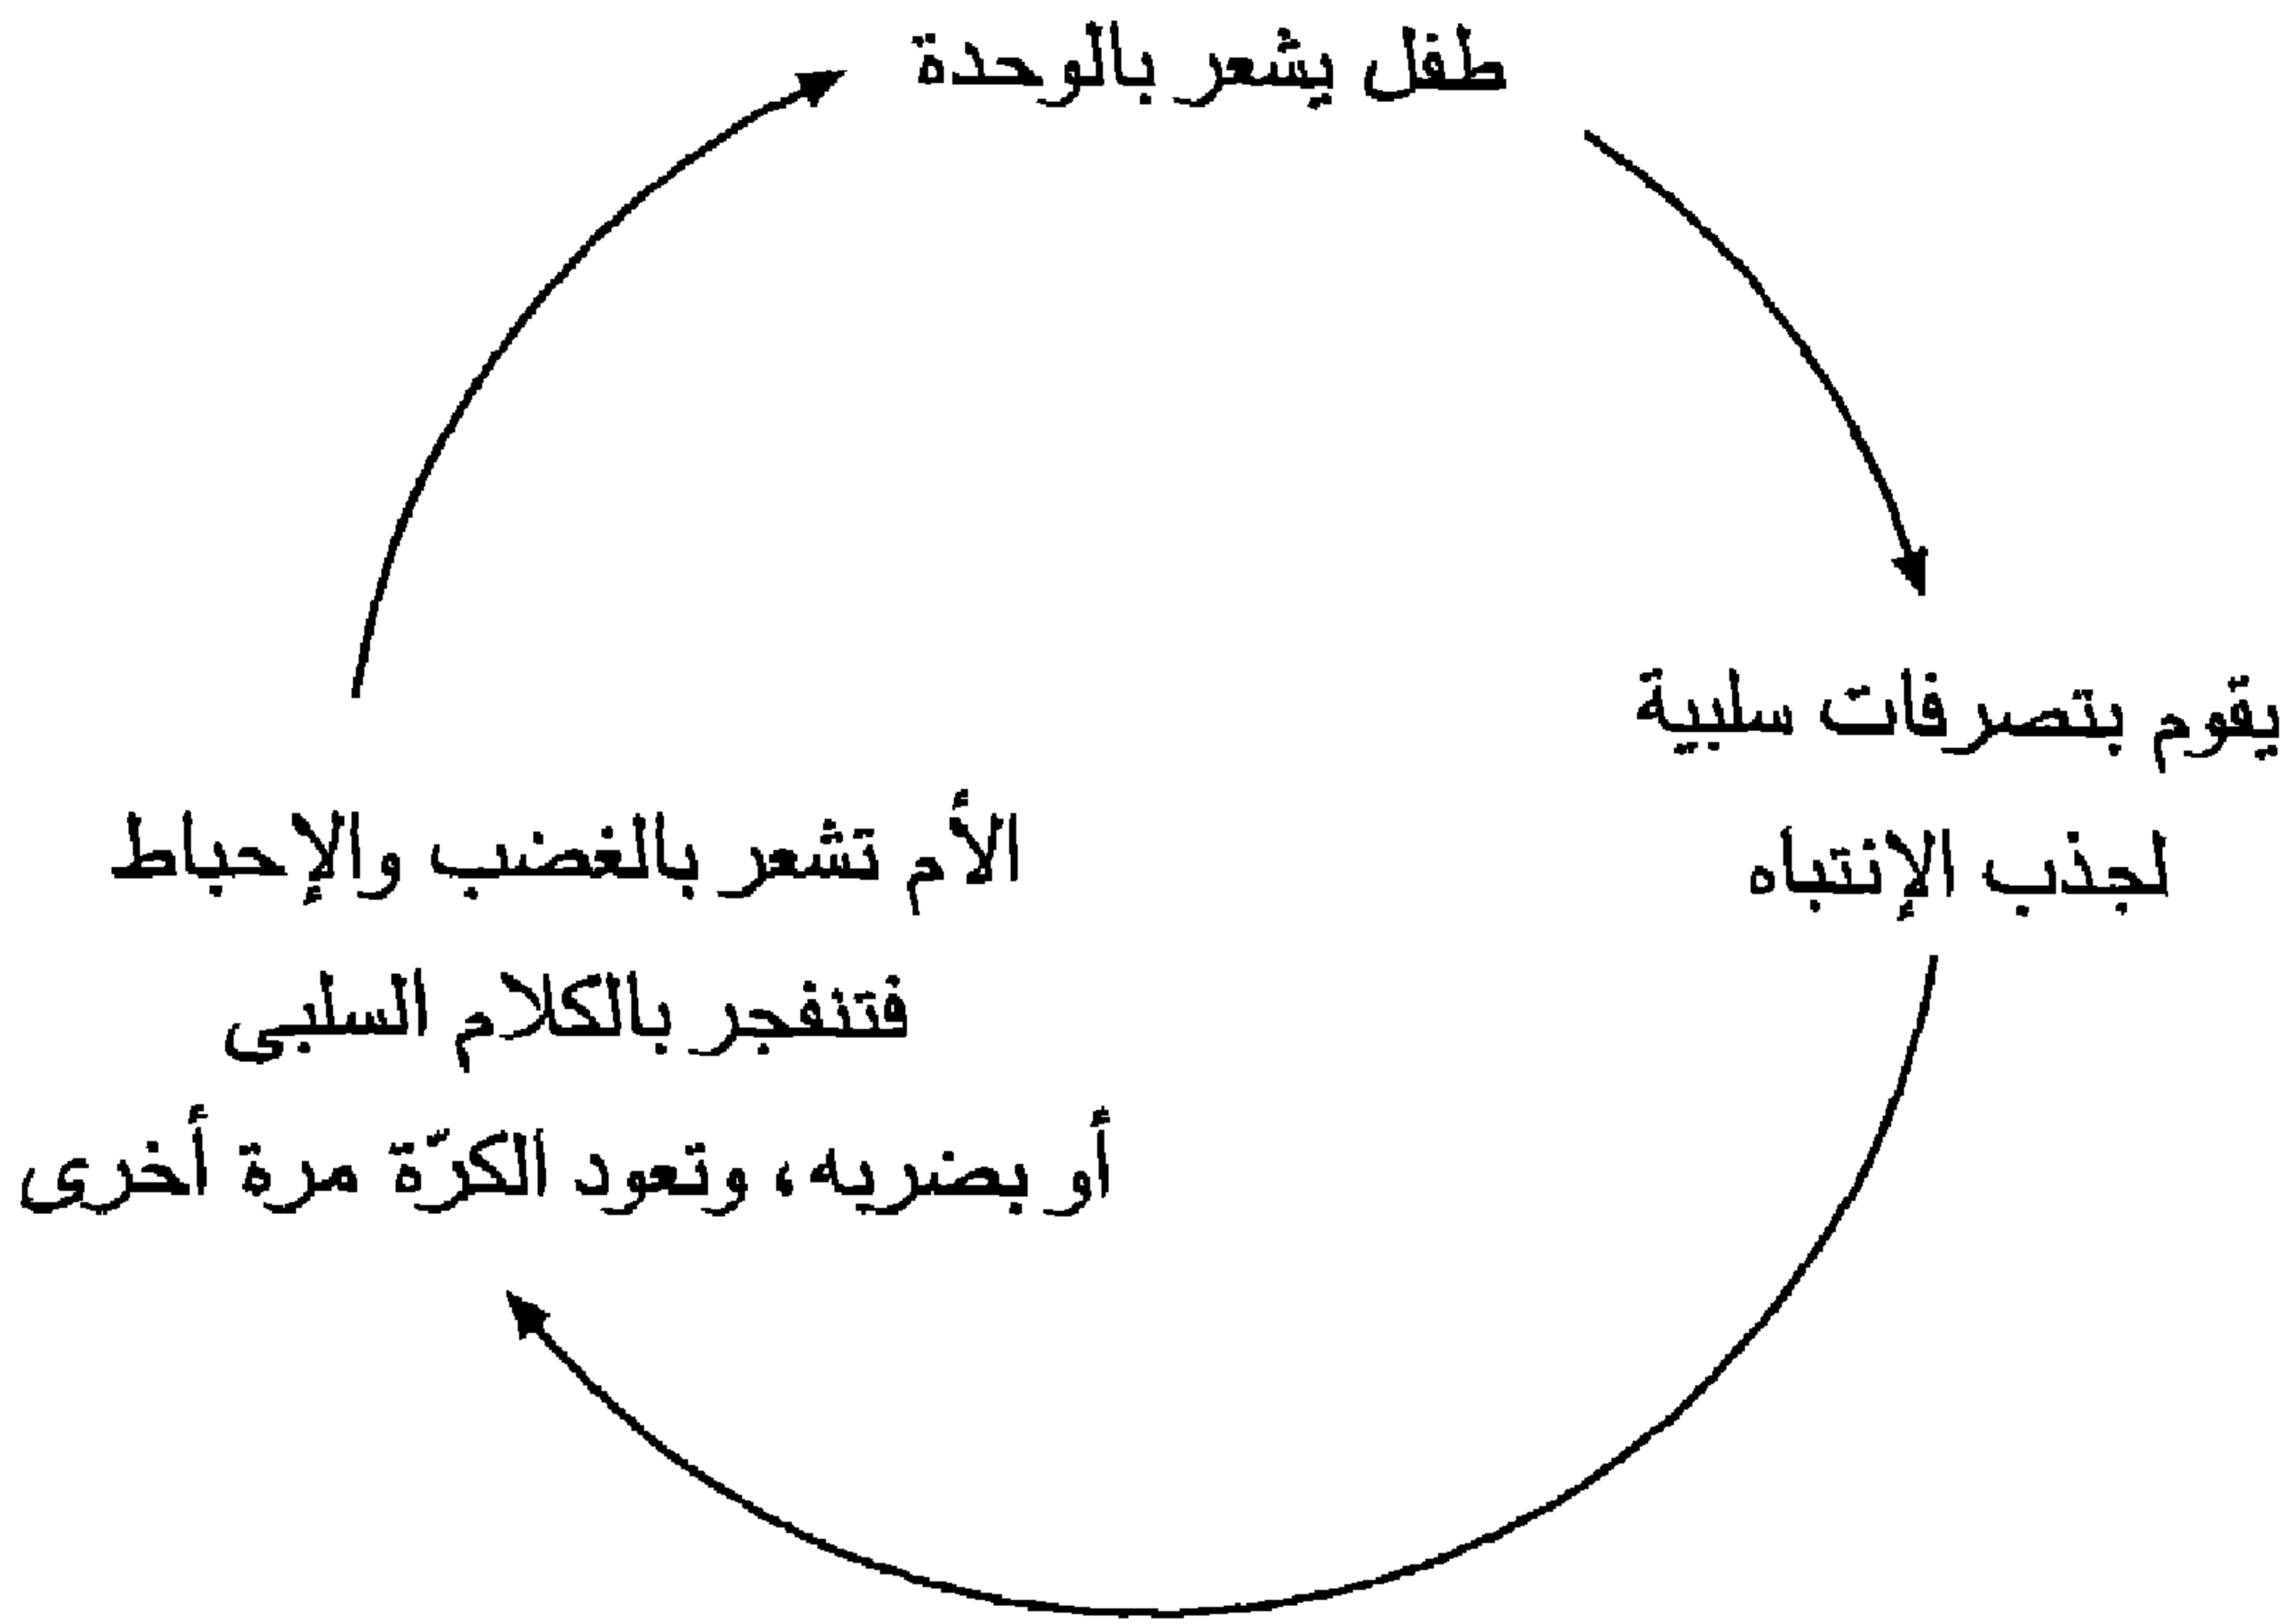 طفل يشعر بالوحدة
يقوم بتصرفات سلبية
لجذب الإنتباه
الأم تشعر بالغضب والإحباط
فتنفجر بالكلام السلبى
أو بضربه، وتعود الكرّة مرة أخرى